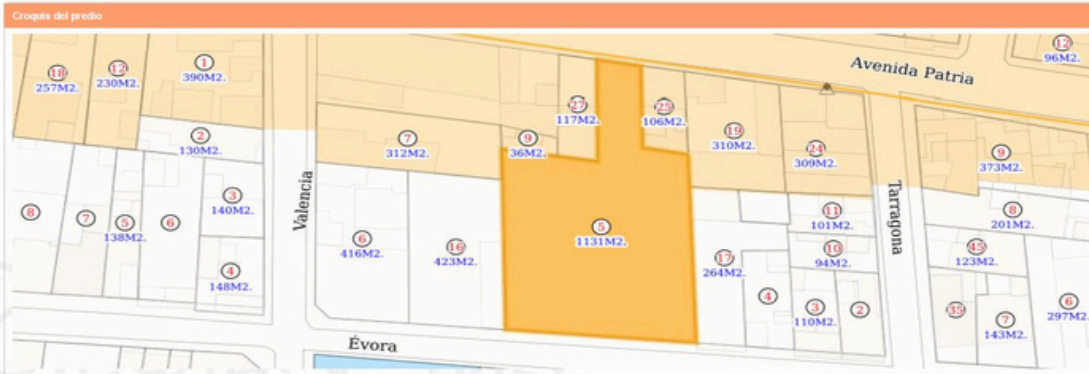 Croquis del predio
18
257M2.
12
230M2.
1
390M2.
2
130M2.
8
7
5
138M2.
6
3
140M2.
4
148M2.
Valencia
7
312M2.
9
36M2.
27
117M2.
25
106M2.
19
310M2.
24
309M2.
Avenida Patria
12
96M2.
6
416M2.
16
423M2.
5
1131M2.
17
264M2.
11
101M2.
10
94M2.
4
3
110M2.
2
Tarragona
9
373M2.
8
201M2.
45
123M2.
35
7
143M2.
6
297M2.
Évora